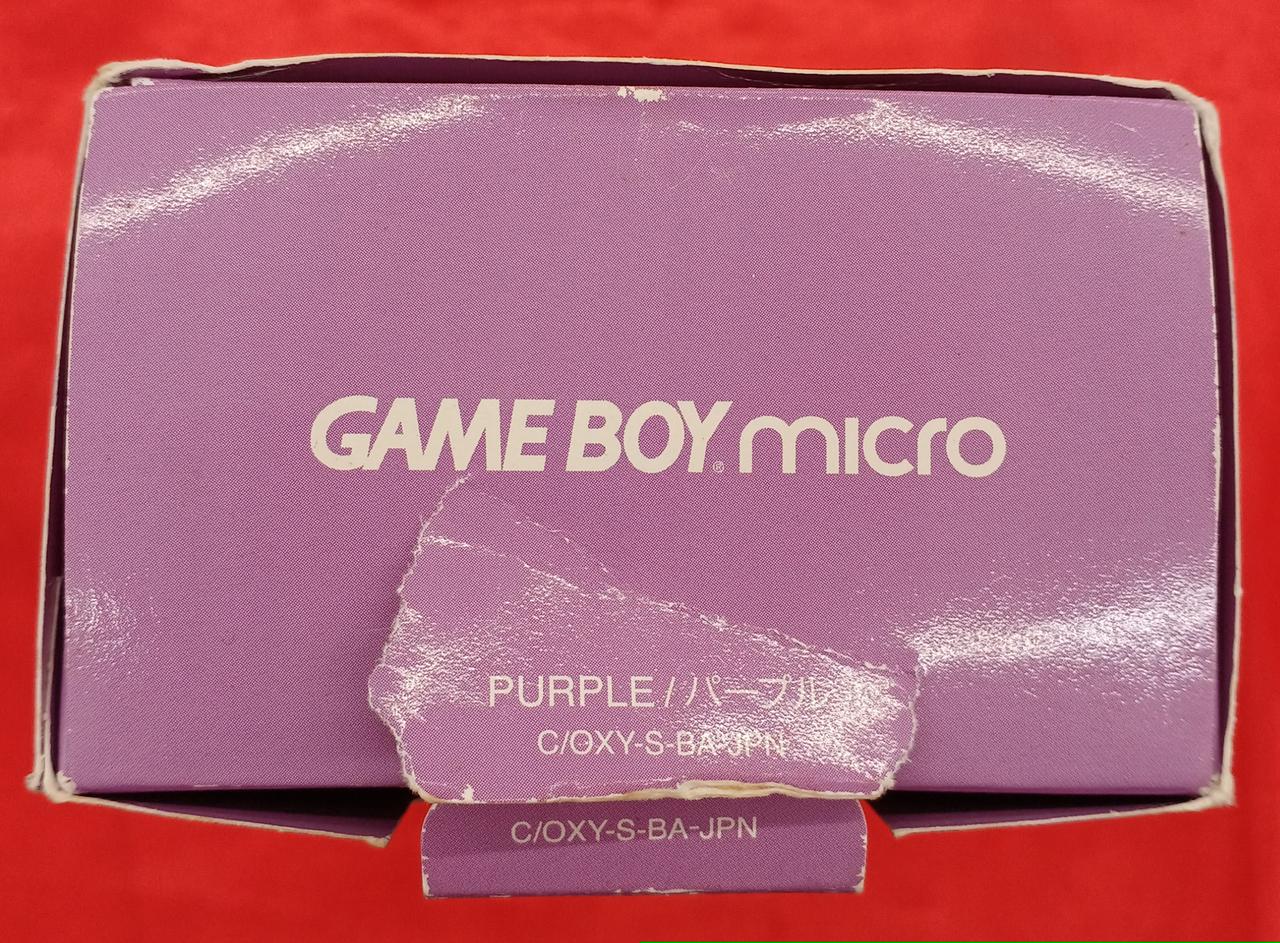 GAME BOY® micro
PURPLE / パープル
C/OXY-S-BA-JPN
C/OXY-S-BA-JPN